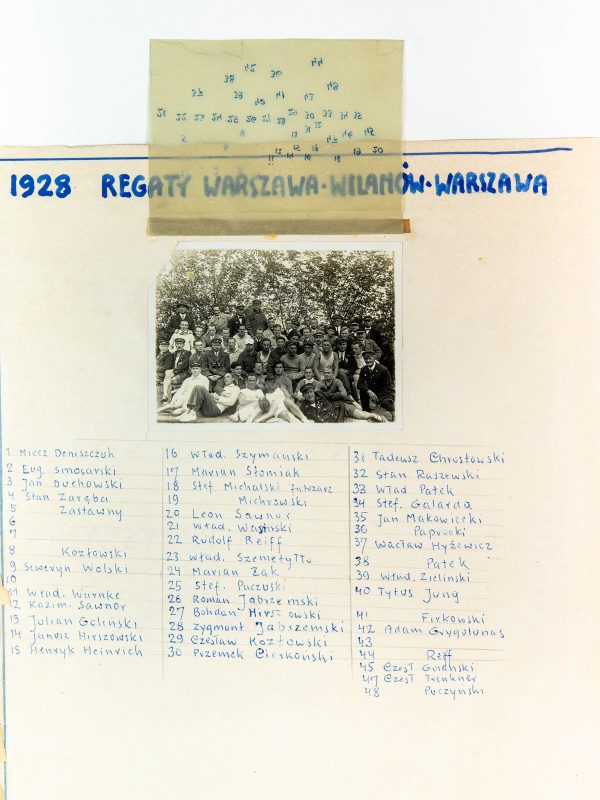 1928 REGATY WARSZAWA·WILANÓW·WARSZAWA
1 Miecz Deniszczuk
2 Eug. Smosarski
3 Jan Duchowski
4 Stan Zaręba
5 Zastawny
6
7
8 Kozłowski
9 Seweryn Wolski
10
11 Wład. Warnke
12 Kazim. Sawnor
13 Julian Goliński
14 Janusz Hirszowski
15 Henryk Heinrich
16 Wład. Szymański
17 Marian Słomiak
18 Stef Michalski
19 Michrowski
20 Leon Sawnor
21 Wład. Wasiński
22 Rudolf Reiff
23 Wład. Szemetyłło
24 Marian Żak
25 Stef. Paczuski
26 Roman Jabrzemski
27 Bohdan Hirszowski
28 Zygmunt Jabrzemski
29 Czesław Kozłowski
30 Przemek Cierkoński
31 Tadeusz Chrostowski
32 Stan Raszewski
33 Wład Patek
34 Stef. Galarda
35 Jan Makowiecki
36 Paprocki
37 Wacław Hyżewicz
38 Patek
39 Wład. Zieliński
40 Tytus Jung
41 Firkowski
42 Adam Grygolunas
43
44 Reff
45 Czesł Goliński
47 Czesł Trenkner
48 Puczyński